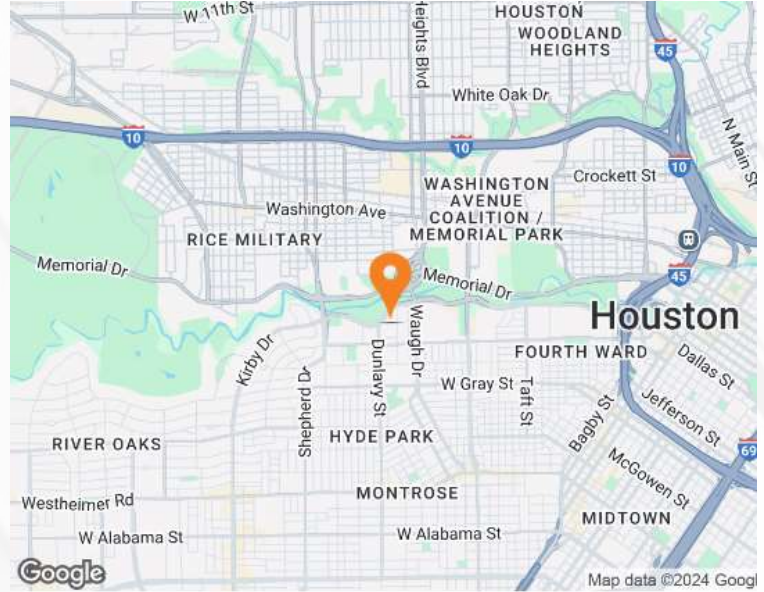 W 11th St
HOUSTON
WOODLAND
HEIGHTS
45
Heights Blvd
White Oak Dr
N Main St
10
10
10
Crockett St
WASHINGTON
AVENUE
COALITION /
MEMORIAL PARK
Washington Ave
RICE MILITARY
Memorial Dr
Memorial Dr
45
Houston
Waugh Dr
Dunlavy St
Kirby Dr
Shepherd Dr
FOURTH WARD
Dallas St
W Gray St
Taft St
Jefferson St
Bagby St
69
RIVER OAKS
HYDE PARK
McGowen St
Westheimer Rd
MONTROSE
MIDTOWN
W Alabama St
W Alabama St
Google
Map data ©2024 Googl